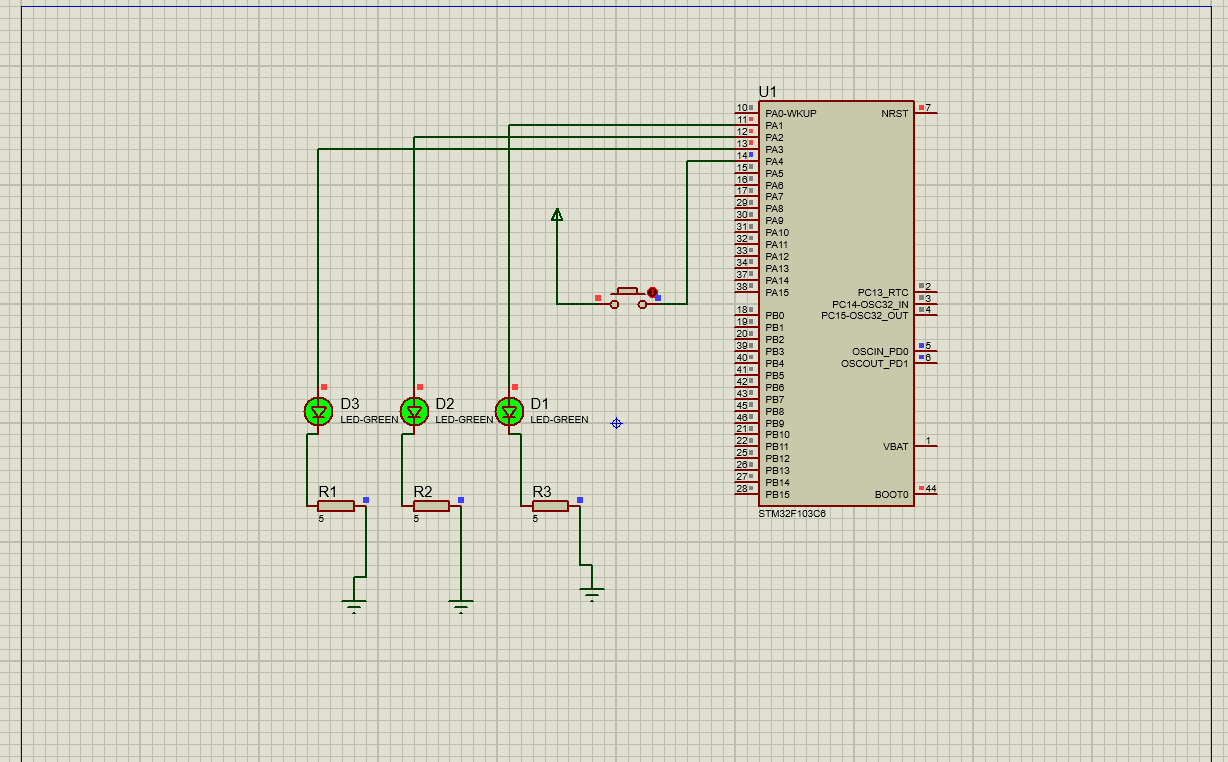 U1
10 PA0-WKUP NRST 7
11 PA1
12 PA2
13 PA3
14 PA4
15 PA5
16 PA6
17 PA7
29 PA8
30 PA9
31 PA10
32 PA11
33 PA12
34 PA13
37 PA14
38 PA15 PC13_RTC 2
PC14-OSC32_IN 3
18 PB0 PC15-OSC32_OUT 4
19 PB1
20 PB2
39 PB3 OSCIN_PD0 5
40 PB4 OSCOUT_PD1 6
41 PB5
42 PB6
43 PB7
45 PB8
46 PB9
21 PB10
22 PB11 VBAT 1
25 PB12
26 PB13
27 PB14
28 PB15 BOOT0 44
STM32F103C6
D3 D2 D1
LED-GREEN LED-GREEN LED-GREEN
R1 R2 R3
5 5 5